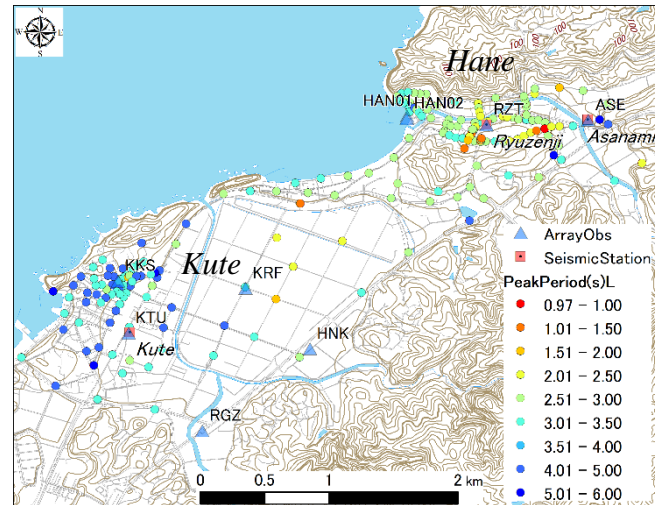 N
W E
S
100
100
100
100
Hane
HAN01
HAN02
RZT
ASE
Ryuzenji
Asanami
Kute
KKS
KRF
KTU
Kute
HNK
RGZ
ArrayObs
SeismicStation
PeakPeriod(s)L
0.97 - 1.00
1.01 - 1.50
1.51 - 2.00
2.01 - 2.50
2.51 - 3.00
3.01 - 3.50
3.51 - 4.00
4.01 - 5.00
5.01 - 6.00
0 0.5 1 2 km